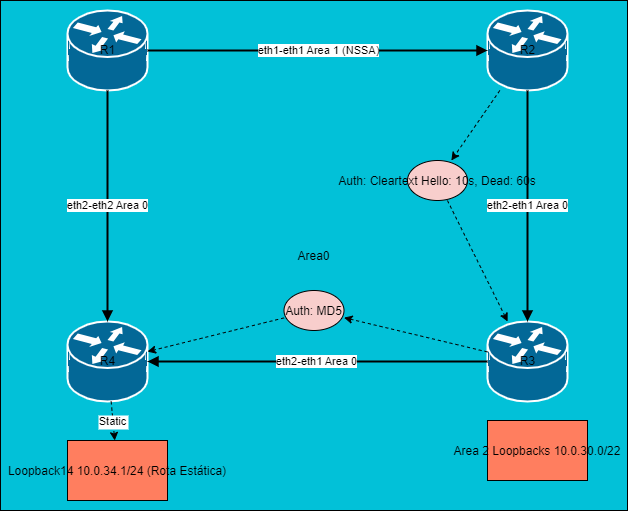 R1
eth1-eth1 Area 1 (NSSA)
R2
Auth: Cleartext Hello: 10s, Dead: 60s
eth2-eth2 Area 0
eth2-eth1 Area 0
Area0
Auth: MD5
R4
eth2-eth1 Area 0
R3
Static
Area 2 Loopbacks 10.0.30.0/22
Loopback14 10.0.34.1/24 (Rota Estática)